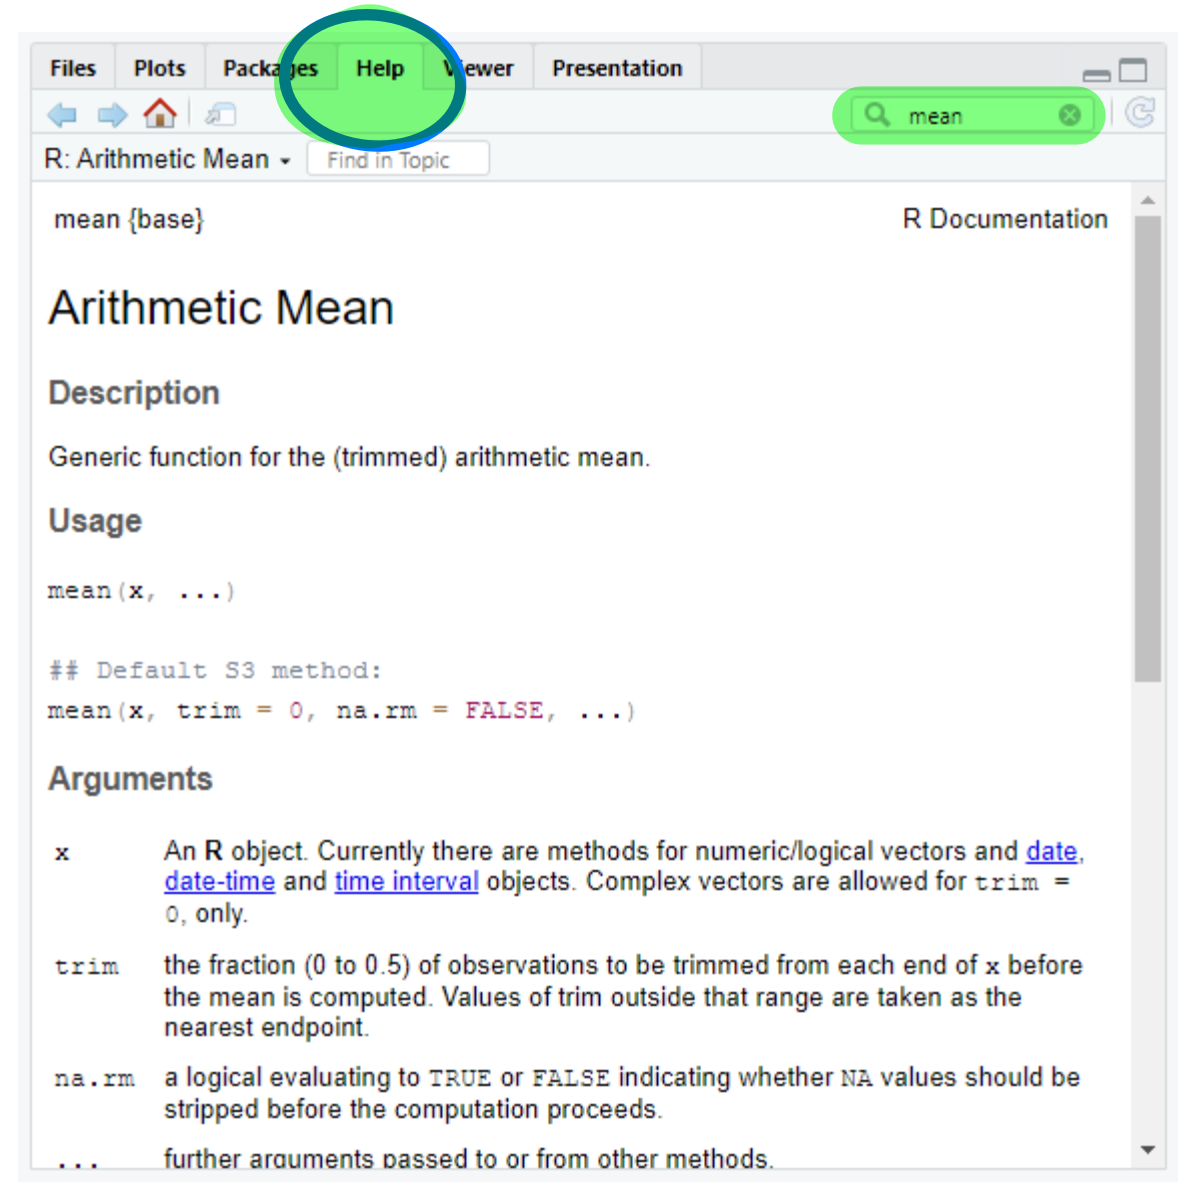 Files Plots Packages Help Viewer Presentation
mean
R: Arithmetic Mean Find in Topic
mean {base} R Documentation
Arithmetic Mean
Description
Generic function for the (trimmed) arithmetic mean.
Usage
mean(x, ...)
## Default S3 method:
mean(x, trim = 0, na.rm = FALSE, ...)
Arguments
x An R object. Currently there are methods for numeric/logical vectors and date,
date-time and time interval objects. Complex vectors are allowed for trim =
0, only.
trim the fraction (0 to 0.5) of observations to be trimmed from each end of x before
the mean is computed. Values of trim outside that range are taken as the
nearest endpoint.
na.rm a logical evaluating to TRUE or FALSE indicating whether NA values should be
stripped before the computation proceeds.
... further arguments passed to or from other methods.